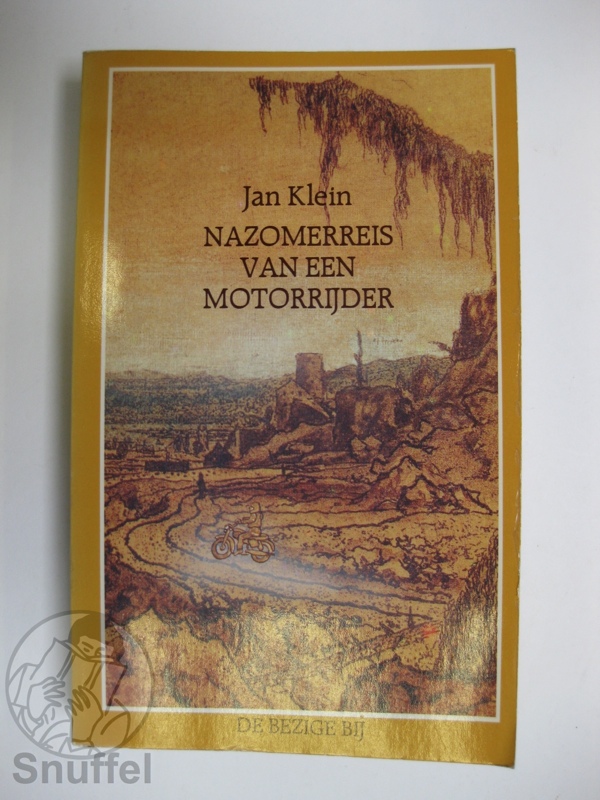 Jan Klein
NAZOMERREIS
VAN EEN
MOTORRIJDER
DE BEZIGE BIJ
Snuffel